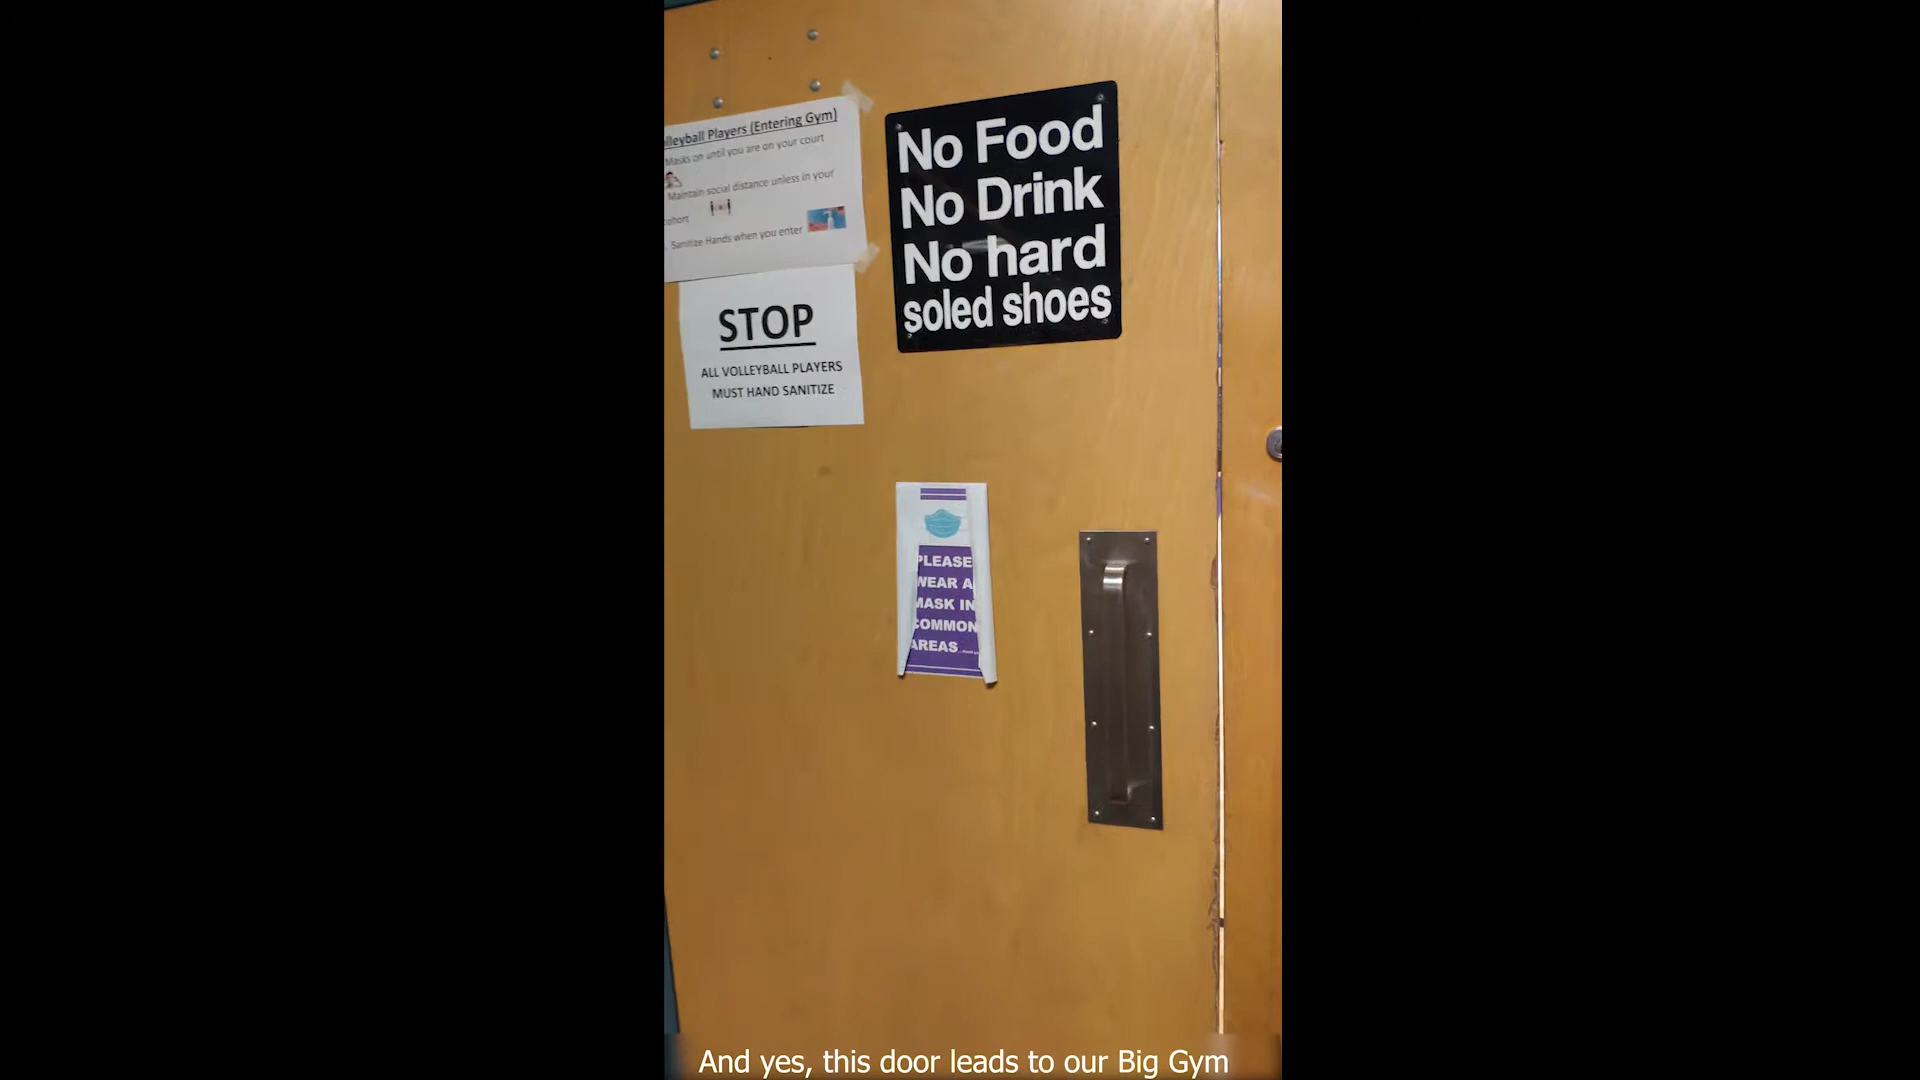 Players (Entering Gym)
Masks on until you are on your court
Maintain social distance unless in your
Sanitize Hands when you enter
STOP
ALL VOLLEYBALL PLAYERS
MUST HAND SANITIZE
No Food
No Drink
No hard
soled shoes
PLEASE
WEAR A
MASK IN
COMMON
AREAS
And yes, this door leads to our Big Gym